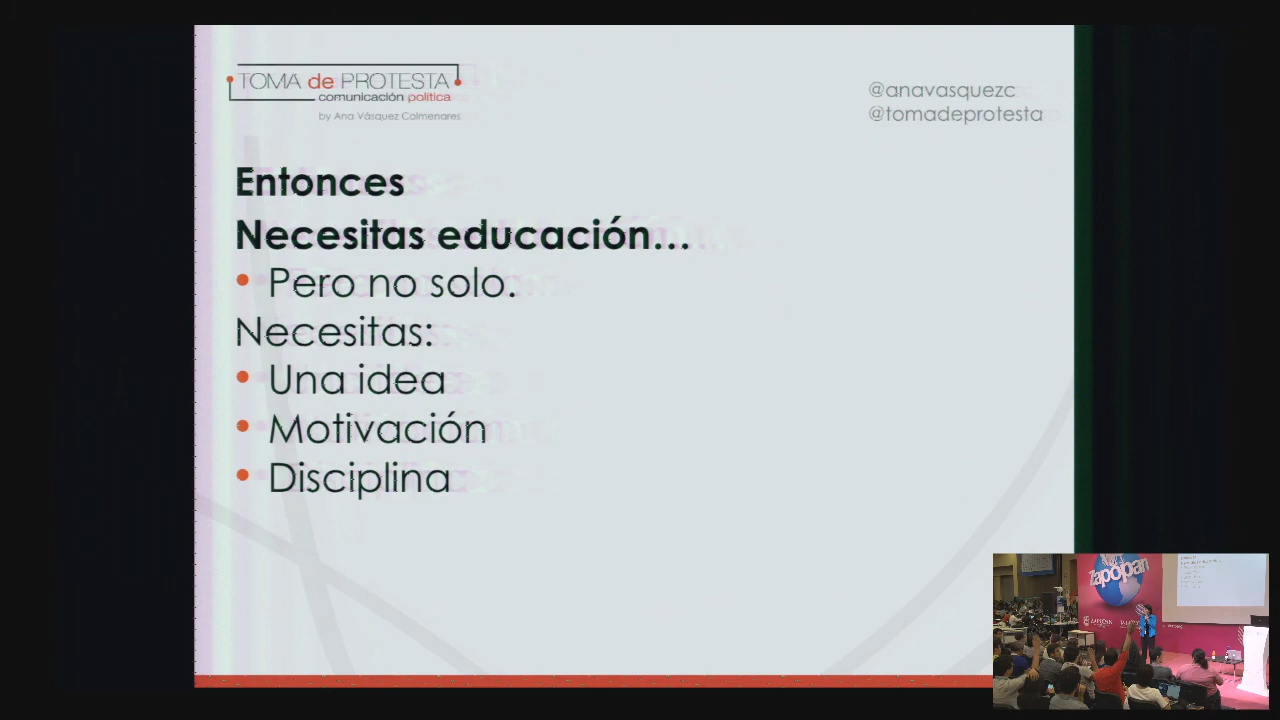 TOMA de PROTESTA
comunicación política
by Ana Vásquez Colmenares
@anavasquezc
@tomadeprotesta
Entonces
Necesitas educación...
• Pero no solo.
Necesitas:
• Una idea
• Motivación
• Disciplina
Zapopan